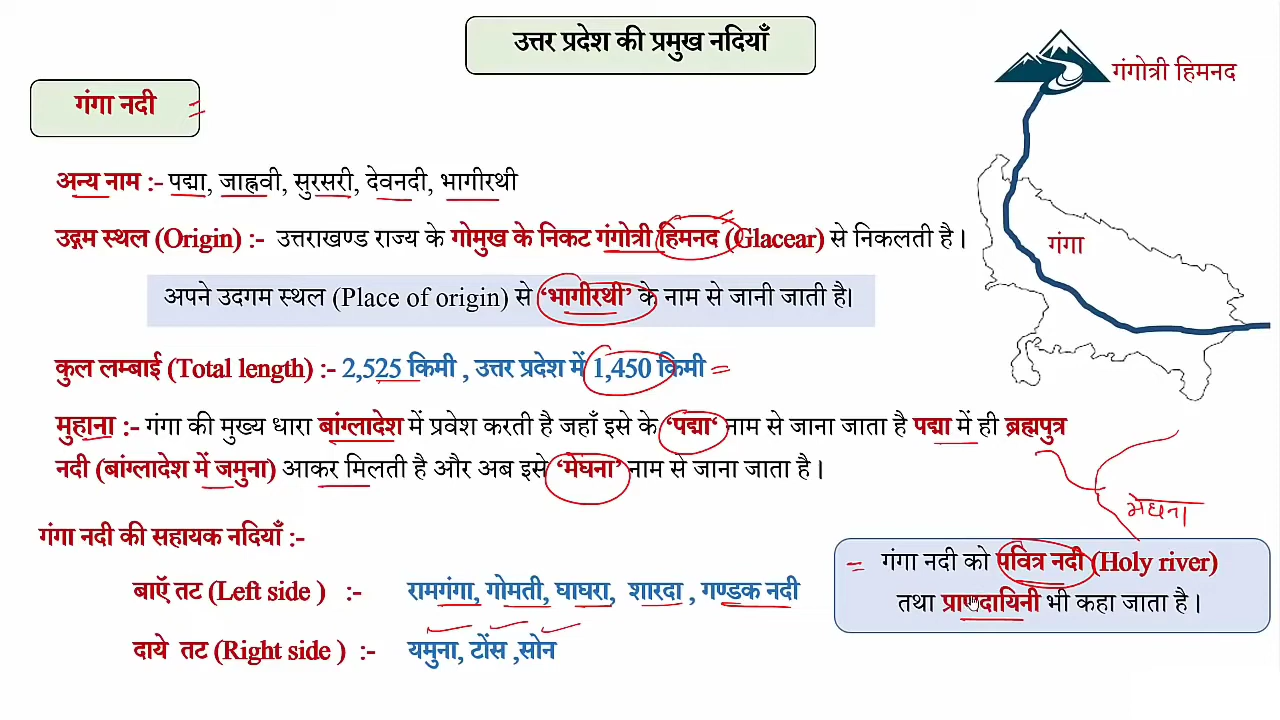 उत्तर प्रदेश की प्रमुख नदियाँ
गंगोत्री हिमनद
गंगा नदी
अन्य नाम :- पद्मा, जाह्नवी, सुरसरी, देवनदी, भागीरथी
उद्गम स्थल (Origin) :- उत्तराखण्ड राज्य के गोमुख के निकट गंगोत्री हिमनद (Glacear) से निकलती है।
गंगा
अपने उदगम स्थल (Place of origin) से ‘भागीरथी’ के नाम से जानी जाती है।
कुल लम्बाई (Total length) :- 2,525 किमी , उत्तर प्रदेश में 1,450 किमी
मुहाना :- गंगा की मुख्य धारा बांग्लादेश में प्रवेश करती है जहाँ इसे के ‘पद्मा‘ नाम से जाना जाता है पद्मा में ही ब्रह्मपुत्र
नदी (बांग्लादेश में जमुना) आकर मिलती है और अब इसे ‘मेघना’ नाम से जाना जाता है।
मेघना
गंगा नदी की सहायक नदियाँ :-
बाऍ तट (Left side ) :- रामगंगा, गोमती, घाघरा, शारदा , गण्डक नदी
दाये तट (Right side ) :- यमुना, टोंस ,सोन
गंगा नदी को पवित्र नदी (Holy river)
तथा प्राणदायिनी भी कहा जाता है।